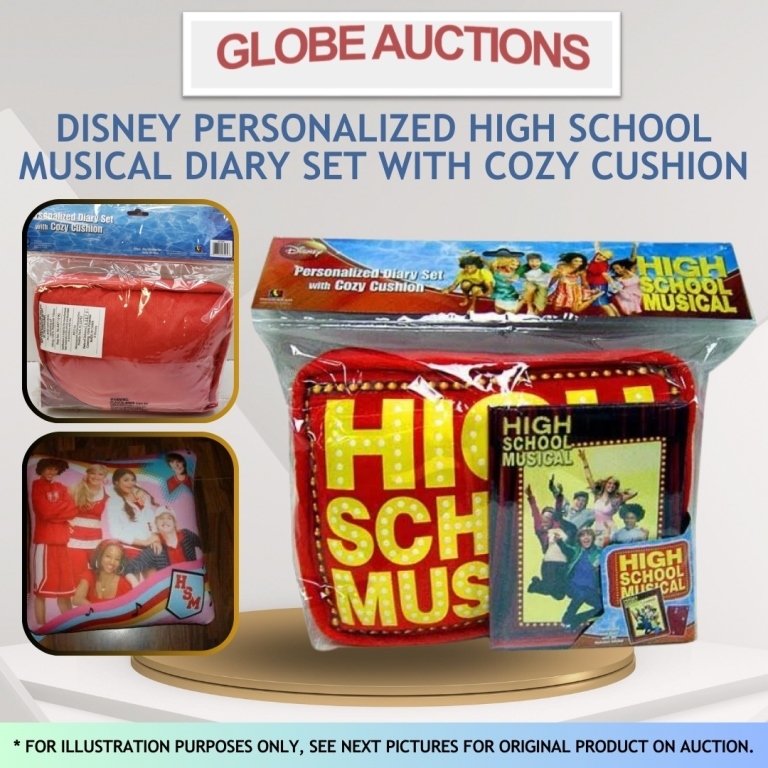 GLOBE AUCTIONS
DISNEY PERSONALIZED HIGH SCHOOL
MUSICAL DIARY SET WITH COZY CUSHION
Personalized Diary Set
with Cozy Cushion
Disney
Personalized Diary Set
with Cozy Cushion
HIGH
SCHOOL
MUSICAL
HIG
SCH
MUS
HIGH
SCHOOL
MUSICAL
HIGH
SCHOOL
MUSICAL
HSM
* FOR ILLUSTRATION PURPOSES ONLY, SEE NEXT PICTURES FOR ORIGINAL PRODUCT ON AUCTION.